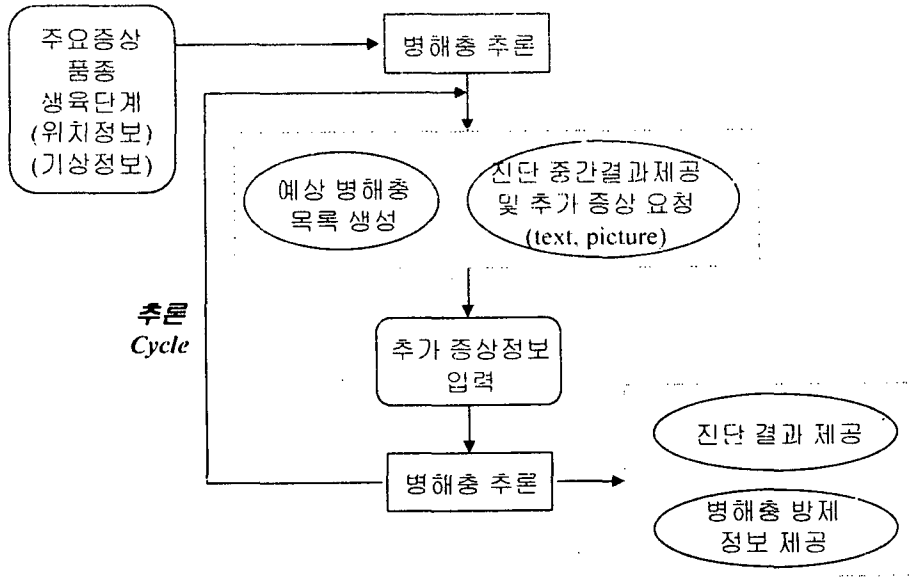 주요증상
품종
생육단계
(위치정보)
(기상정보)
병해충 추론
예상 병해충
목록 생성
진단 중간결과제공
및 추가 증상 요청
(text, picture)
추론
Cycle
추가 증상정보
입력
병해충 추론
진단 결과 제공
병해충 방제
정보 제공